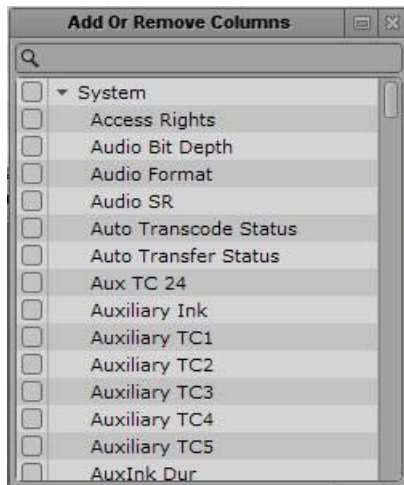 Add Or Remove Columns
System
Access Rights
Audio Bit Depth
Audio Format
Audio SR
Auto Transcode Status
Auto Transfer Status
Aux TC 24
Auxiliary Ink
Auxiliary TC1
Auxiliary TC2
Auxiliary TC3
Auxiliary TC4
Auxiliary TC5
AuxInk Dur